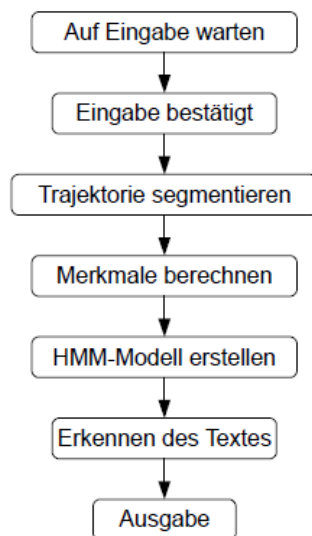 Auf Eingabe warten
Eingabe bestätigt
Trajektorie segmentieren
Merkmale berechnen
HMM-Modell erstellen
Erkennen des Textes
Ausgabe